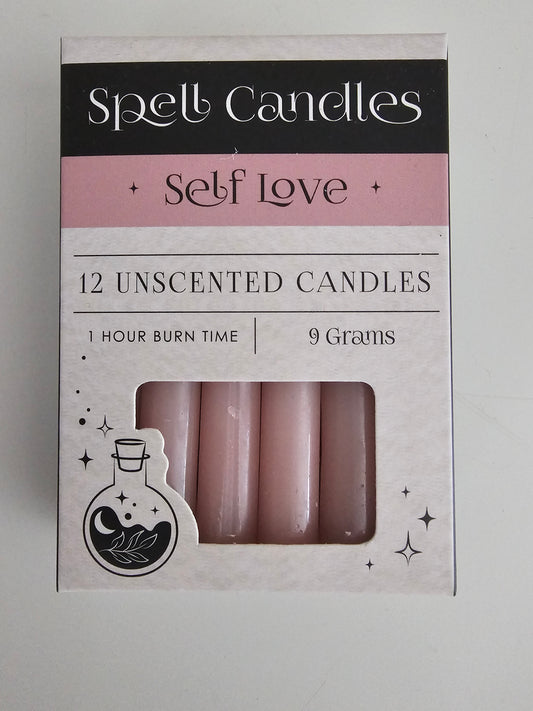 Spell Candles
Self Love
12 UNSCENTED CANDLES
1 HOUR BURN TIME
9 Grams